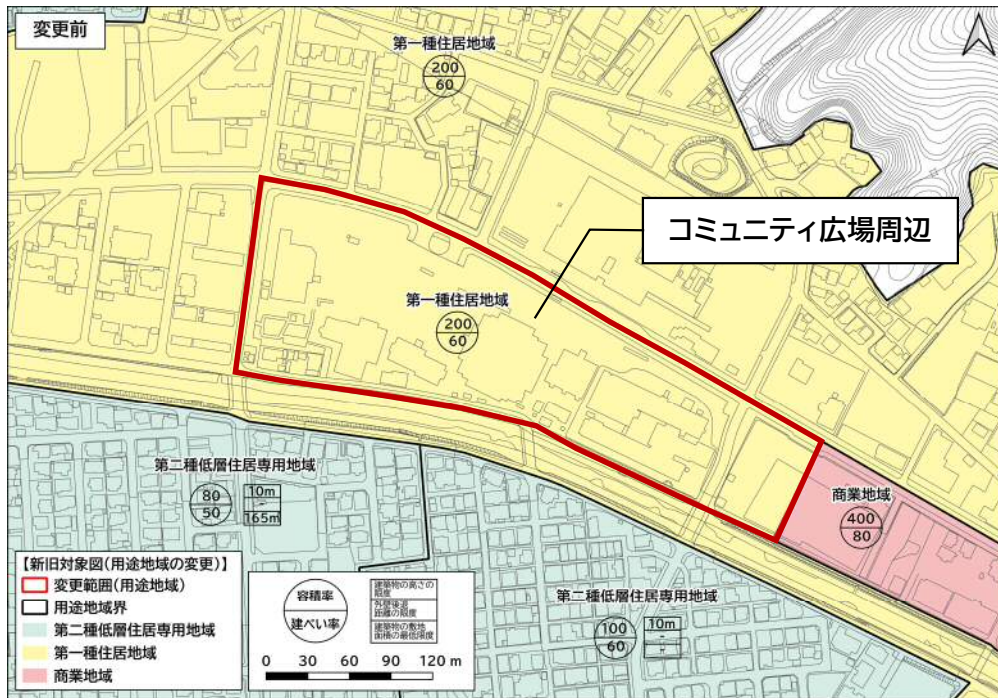 変更前
第一種住居地域
200
60
コミュニティ広場周辺
第一種住居地域
200
60
第二種低層住居専用地域
80
50
10m
-
165m
商業地域
400
80
第二種低層住居専用地域
100
60
10m
-
-
【新旧対象図(用途地域の変更)】
変更範囲(用途地域)
用途地域界
第二種低層住居専用地域
第一種住居地域
商業地域
容積率
建ぺい率
建築物の高さの
限度
外壁後退
距離の限度
建築物の敷地
面積の最低限度
0 30 60 90 120 m